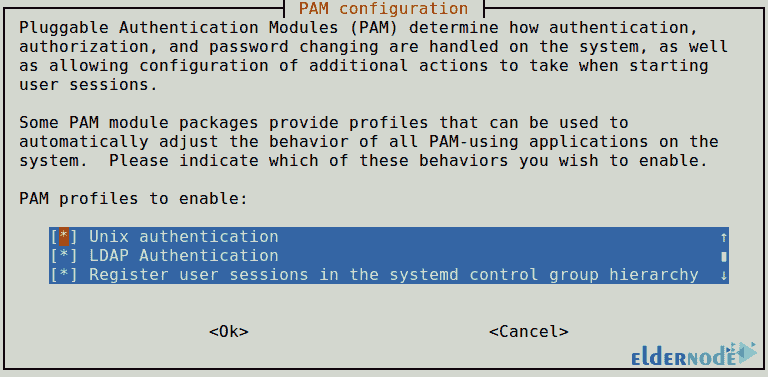 PAM configuration
Pluggable Authentication Modules (PAM) determine how authentication,
authorization, and password changing are handled on the system, as well
as allowing configuration of additional actions to take when starting
user sessions.
Some PAM module packages provide profiles that can be used to
automatically adjust the behavior of all PAM-using applications on the
system.  Please indicate which of these behaviors you wish to enable.
PAM profiles to enable:
[*] Unix authentication ↑
[*] LDAP Authentication
[*] Register user sessions in the systemd control group hierarchy ↓
<Ok> <Cancel>
eldernode